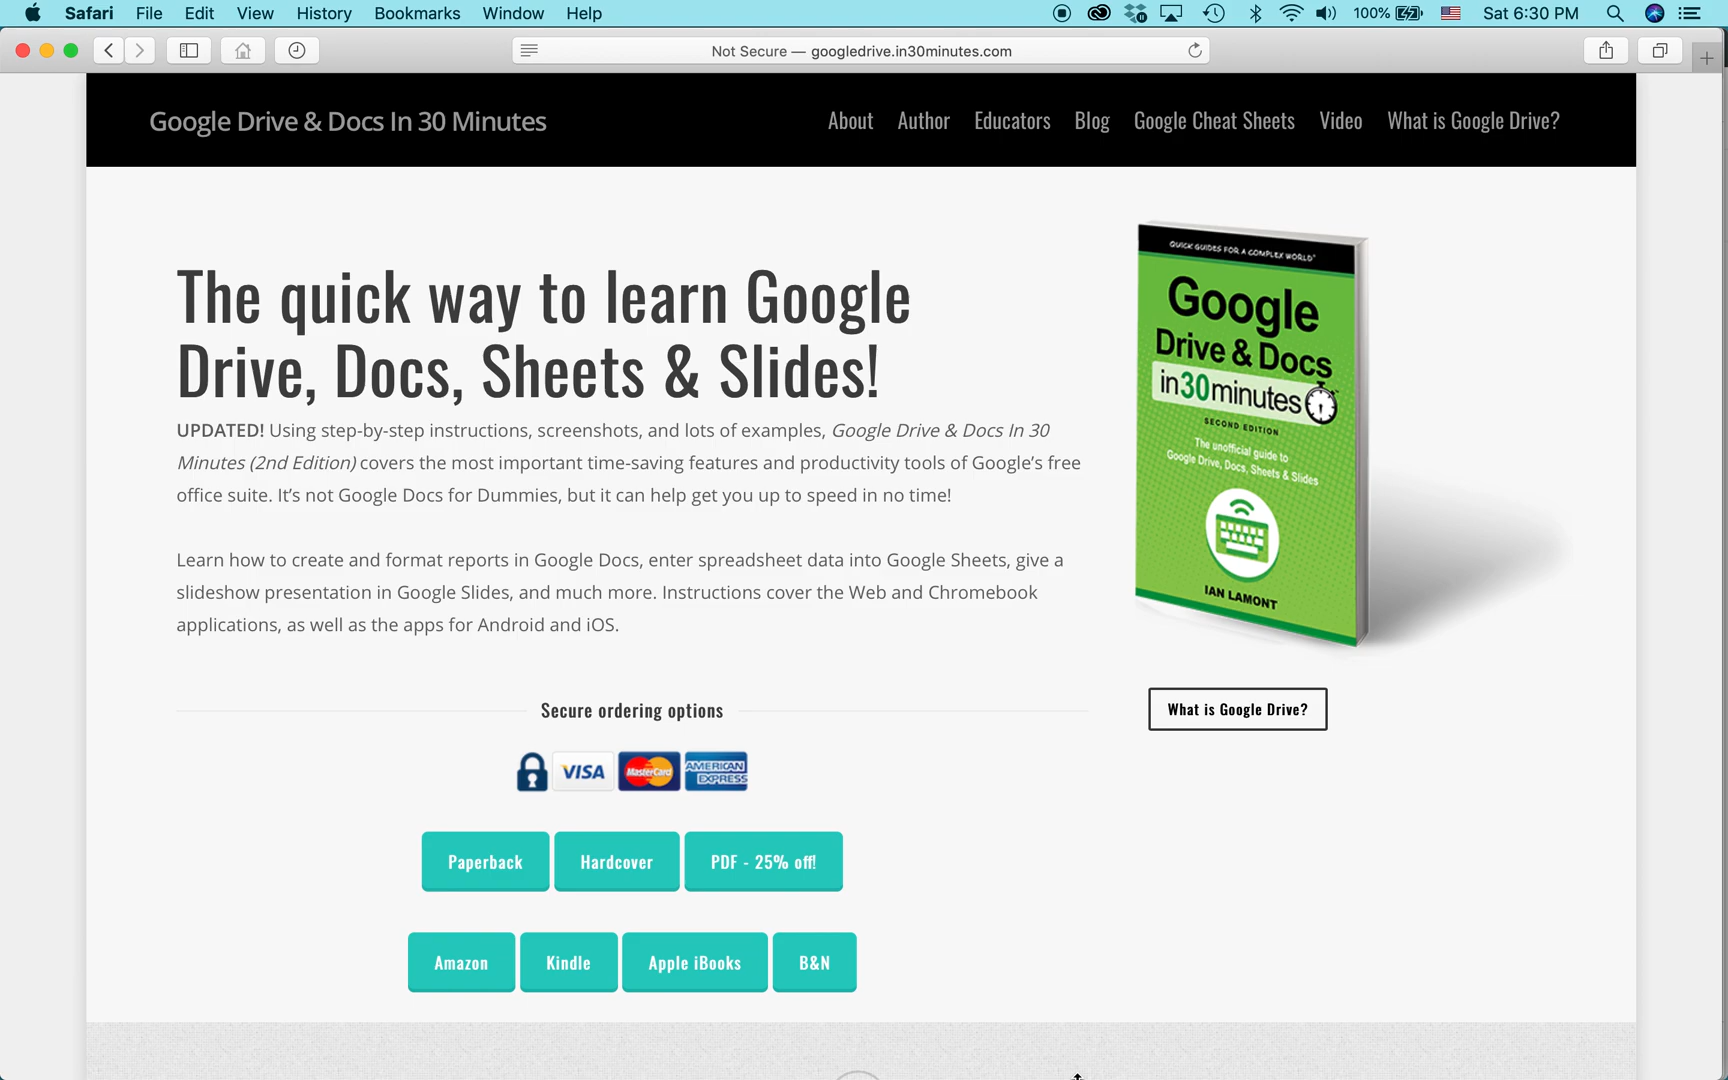 Safari File Edit View History Bookmarks Window Help 100% Sat 6:30 PM
Not Secure — googledrive.in30minutes.com
Google Drive & Docs In 30 Minutes About Author Educators Blog Google Cheat Sheets Video What is Google Drive?
The quick way to learn Google
Drive, Docs, Sheets & Slides!
UPDATED! Using step-by-step instructions, screenshots, and lots of examples, Google Drive & Docs In 30
Minutes (2nd Edition) covers the most important time-saving features and productivity tools of Google's free
office suite. It's not Google Docs for Dummies, but it can help get you up to speed in no time!
Learn how to create and format reports in Google Docs, enter spreadsheet data into Google Sheets, give a
slideshow presentation in Google Slides, and much more. Instructions cover the Web and Chromebook
applications, as well as the apps for Android and iOS.
QUICK GUIDES FOR A COMPLEX WORLD®
Google
Drive & Docs
in30minutes
SECOND EDITION
The unofficial guide to
Google Drive, Docs, Sheets & Slides
IAN LAMONT
What is Google Drive?
Secure ordering options
VISA MasterCard AMERICAN EXPRESS
Paperback Hardcover PDF - 25% off!
Amazon Kindle Apple iBooks B&N